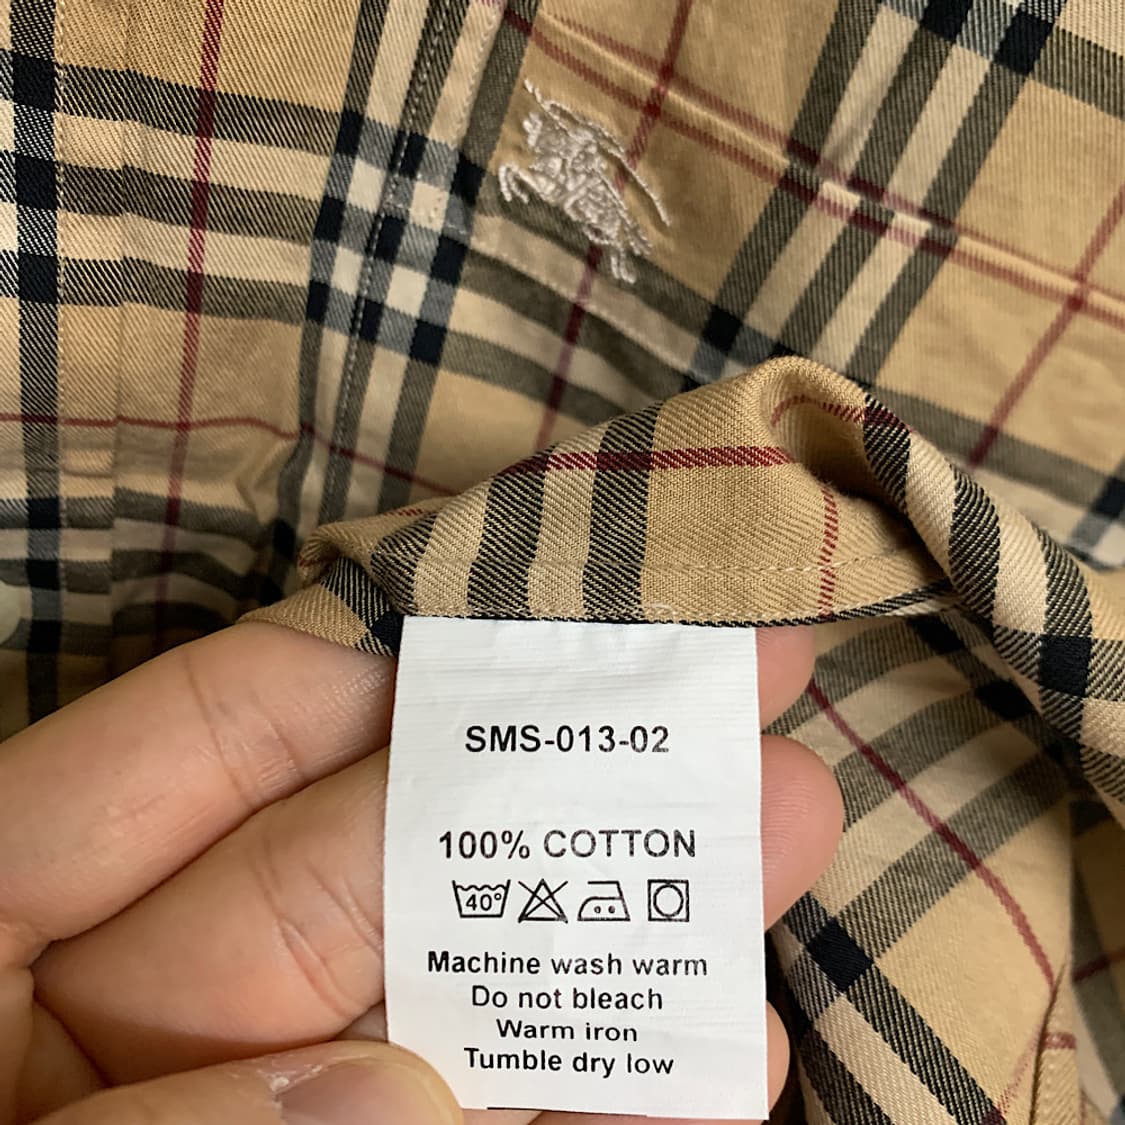 SMS-013-02
100% COTTON
40°
Machine wash warm
Do not bleach
Warm iron
Tumble dry low